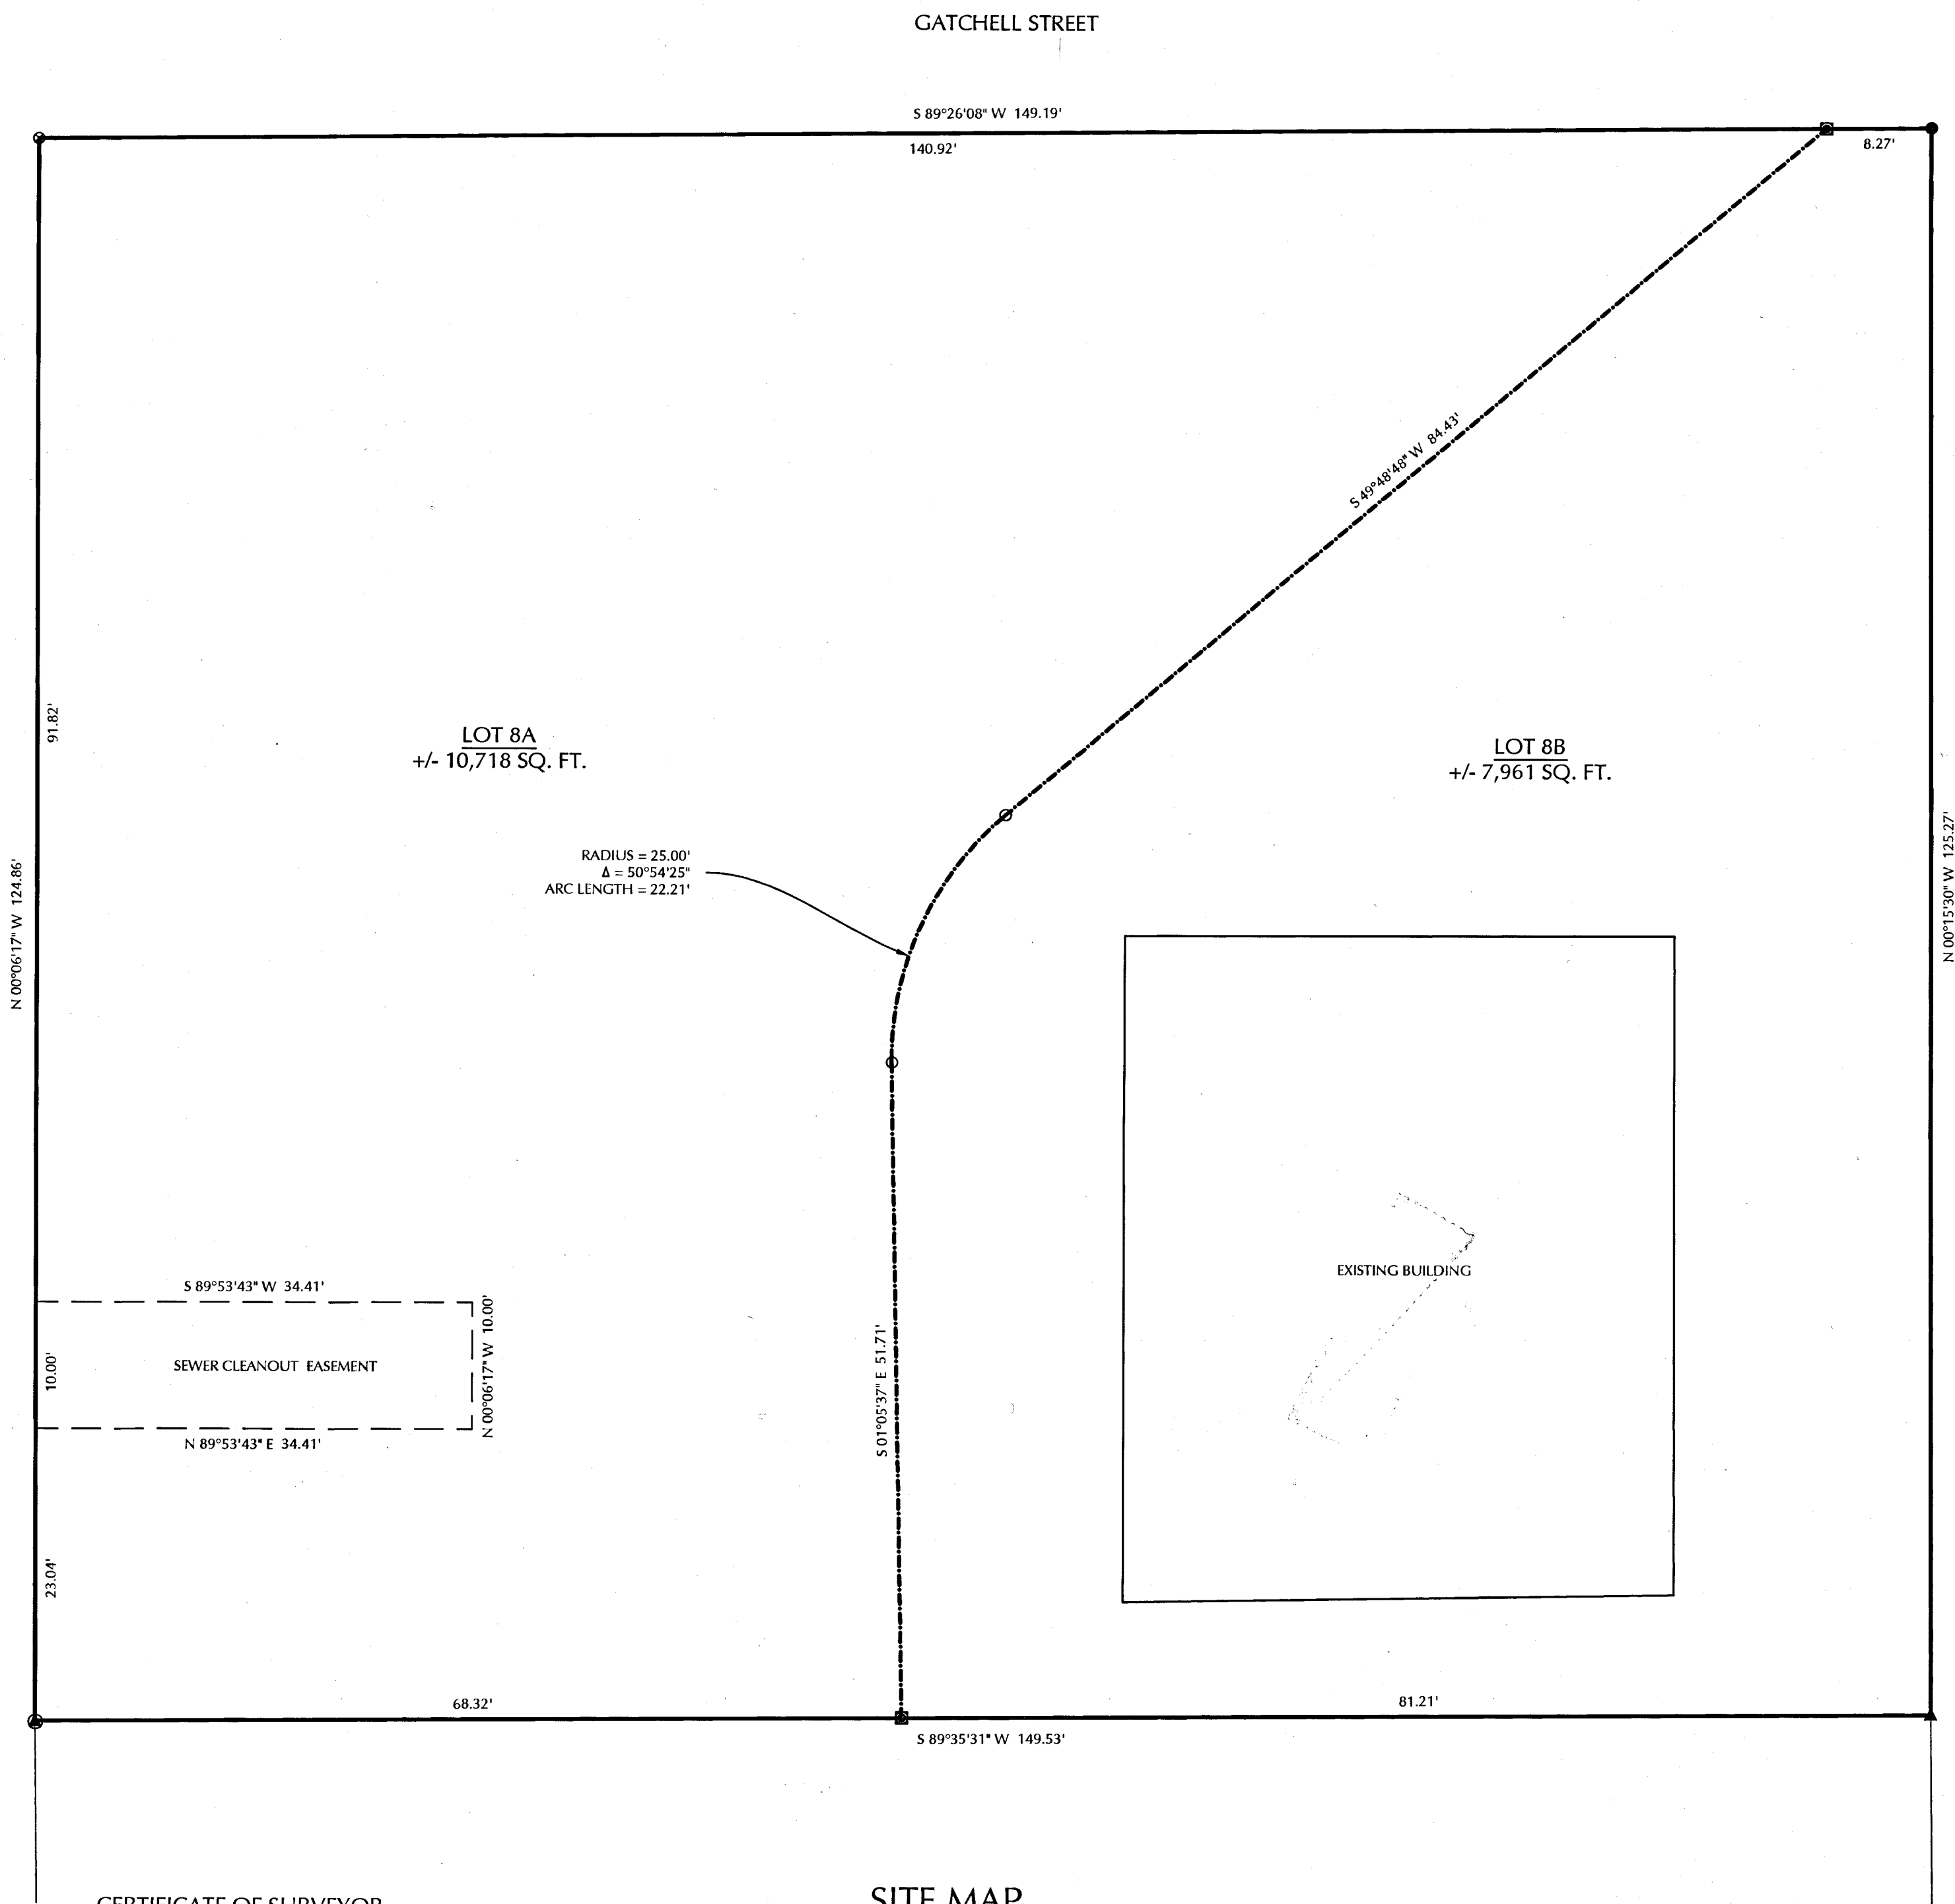 GATCHELL STREET
S 89°26'08" W 149.19'
140.92'
8.27'
S 49°48'48" W 84.43'
91.82'
LOT 8A
+/- 10,718 SQ. FT.
LOT 8B
+/- 7,961 SQ. FT.
RADIUS = 25.00'
Δ = 50°54'25"
ARC LENGTH = 22.21'
N 00°06'17" W 124.86'
N 00°15'30" W 125.27'
EXISTING BUILDING
S 89°53'43" W 34.41'
10.00'
SEWER CLEANOUT EASEMENT
N 00°06'17" W 10.00'
N 89°53'43" E 34.41'
S 01°05'37" E 51.71'
23.04'
68.32'
81.21'
S 89°35'31" W 149.53'
CERTIFICATE OF SURVEYOR
SITE MAP